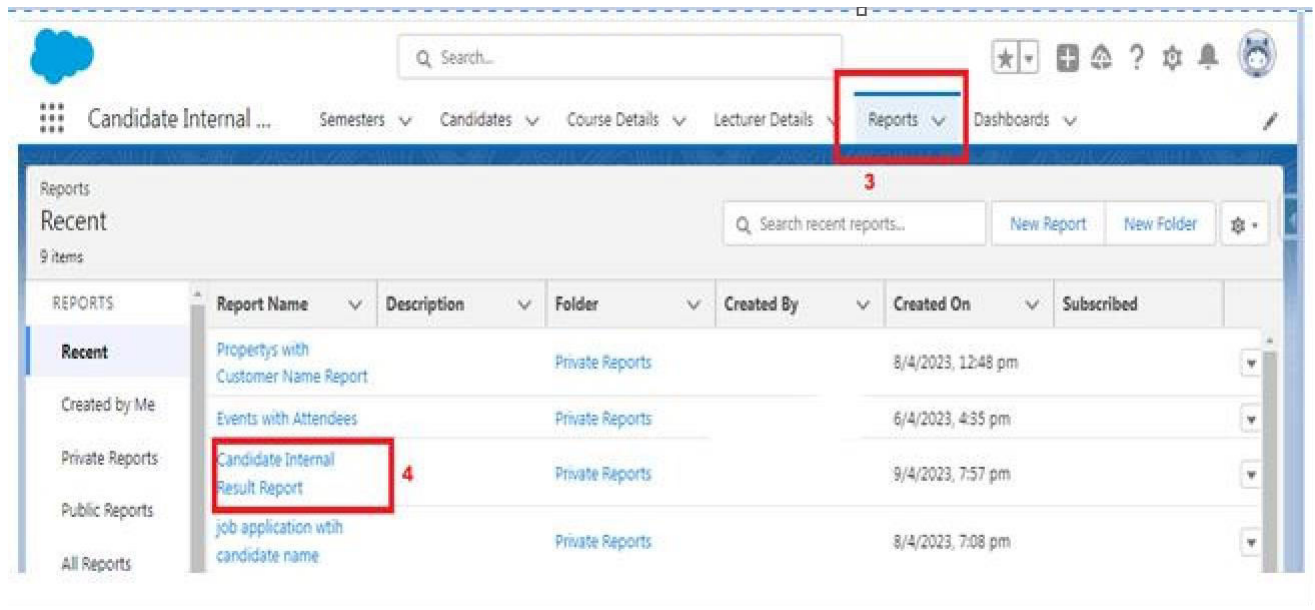 Search...
Candidate Internal ... Semesters Candidates Course Details Lecturer Details Reports Dashboards
3
Reports
Recent
9 items
Search recent reports... New Report New Folder
REPORTS Report Name Description Folder Created By Created On Subscribed
Recent
Propertys with
Customer Name Report
Private Reports 8/4/2023, 12:48 pm
Created by Me
Events with Attendees Private Reports 6/4/2023, 4:35 pm
Private Reports
Candidate Internal
Result Report
4
Private Reports 9/4/2023, 7:57 pm
Public Reports
job application wtih
candidate name
Private Reports 8/4/2023, 7:08 pm
All Reports